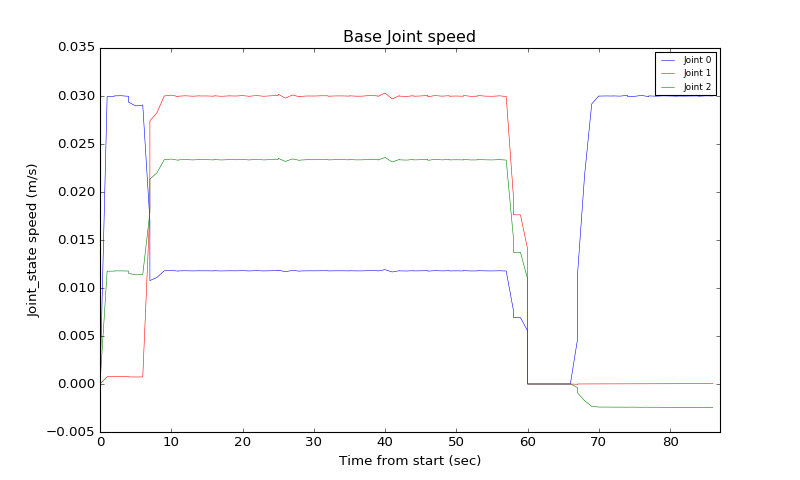 Base Joint speed
Joint_state speed (m/s)
0.035
0.030
0.025
0.020
0.015
0.010
0.005
0.000
−0.005
Joint 0
Joint 1
Joint 2
0 10 20 30 40 50 60 70 80
Time from start (sec)